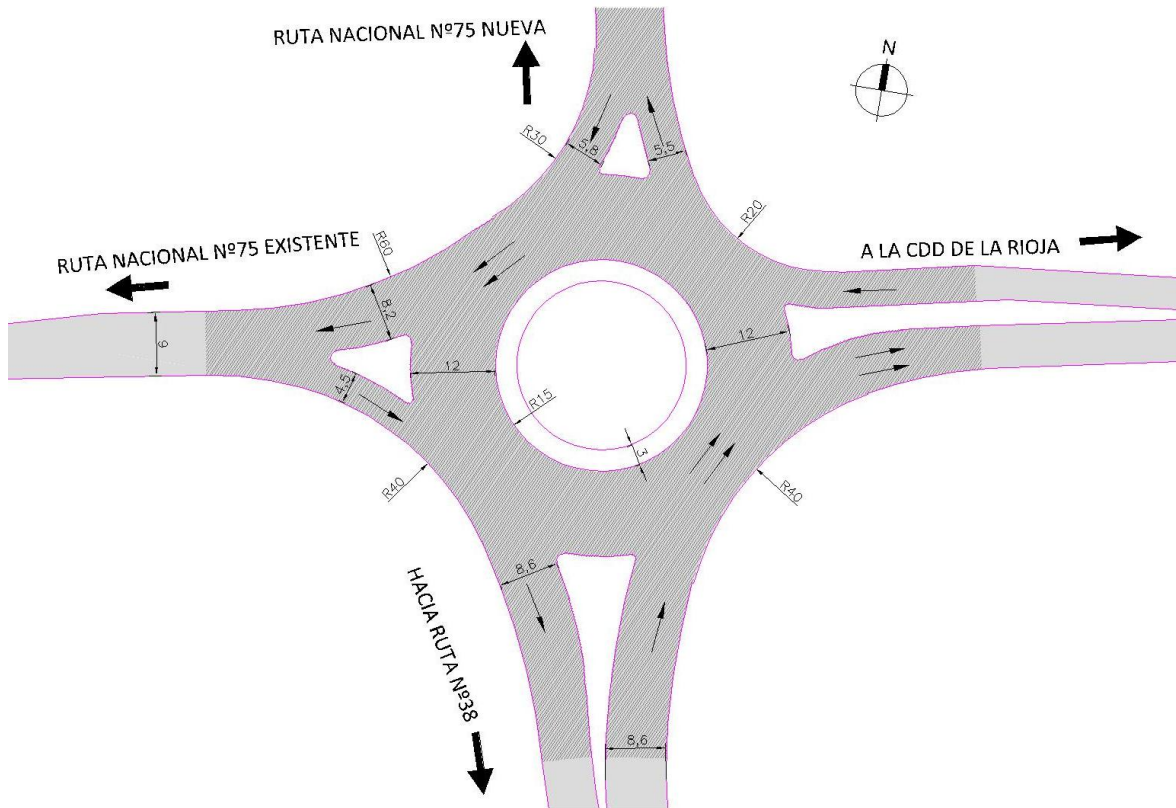 RUTA NACIONAL Nº75 NUEVA
N
R30
5,8
5,5
R60
R20
RUTA NACIONAL Nº75 EXISTENTE
A LA CDD DE LA RIOJA
8,2
9
12
12
4,5
R15
3
R40
R40
8,6
HACIA RUTA Nº38
8,6